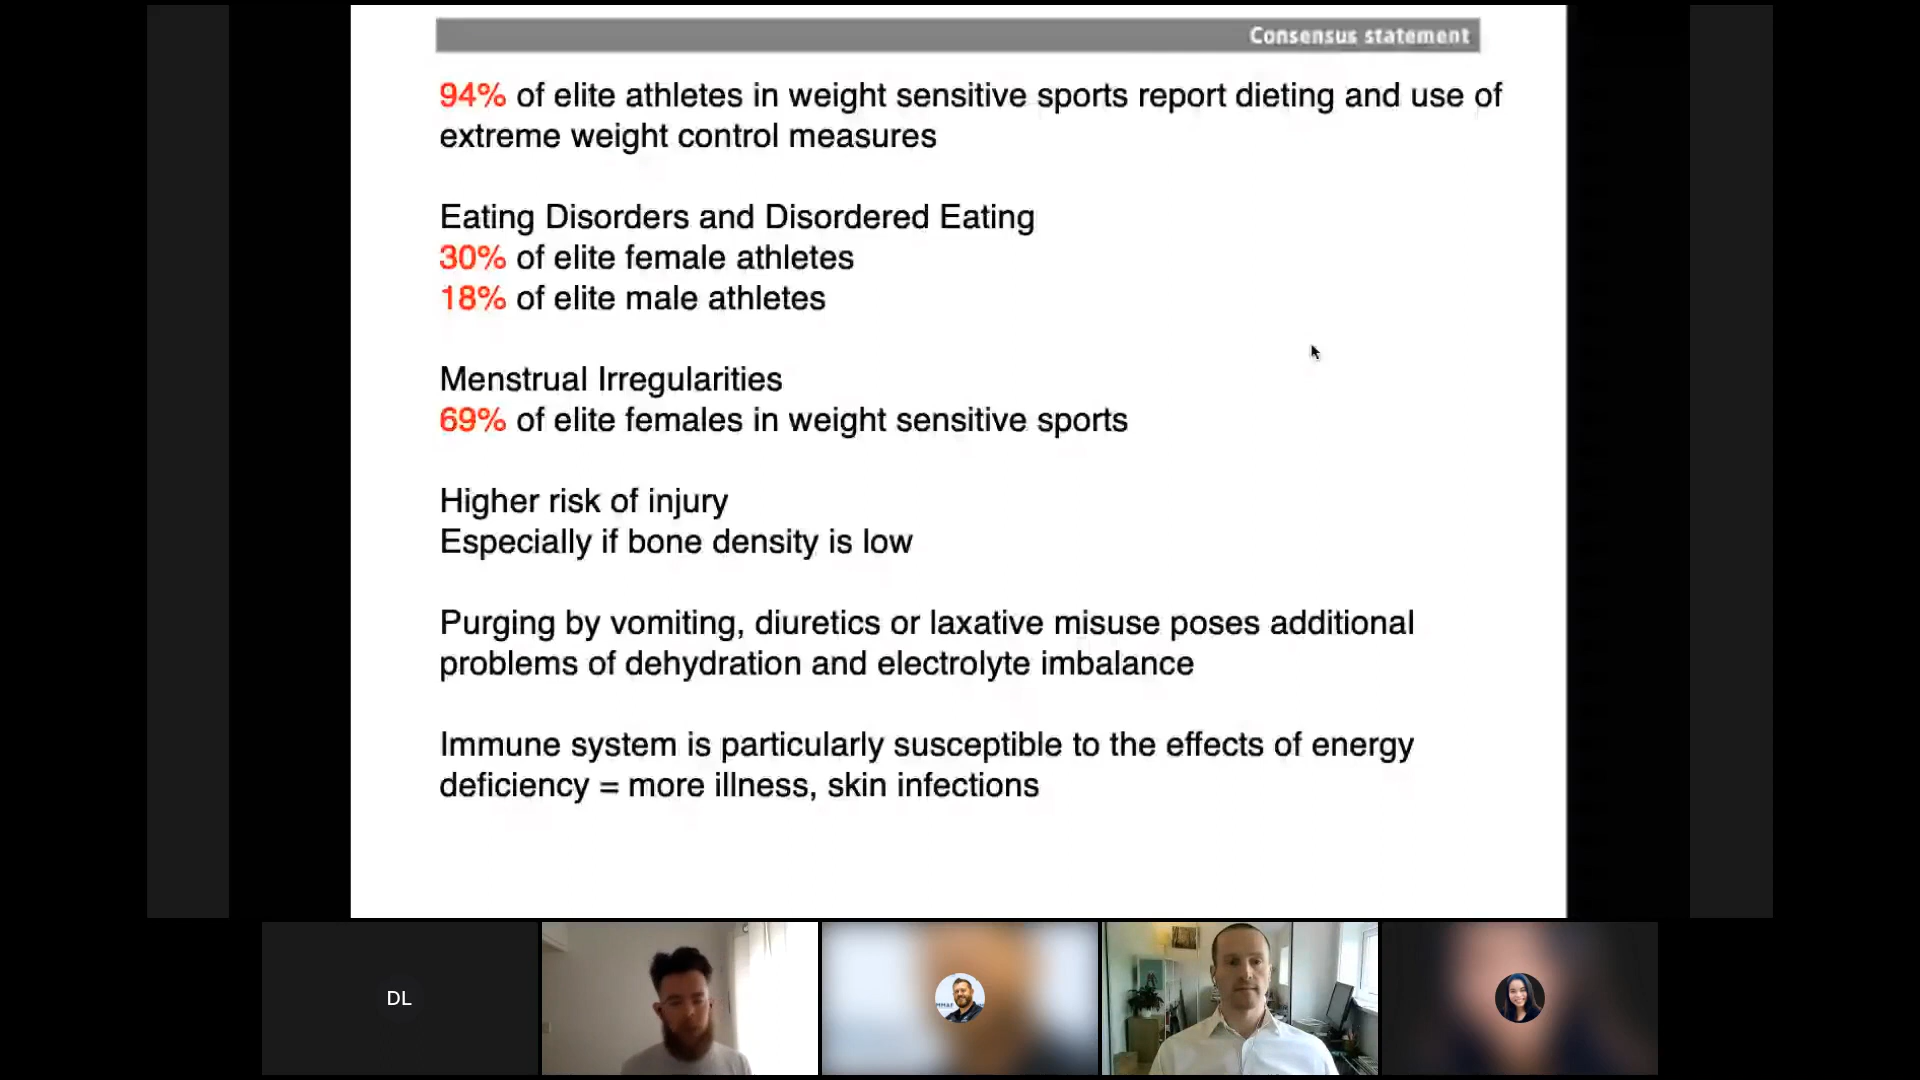 Consensus statement
94% of elite athletes in weight sensitive sports report dieting and use of
extreme weight control measures
Eating Disorders and Disordered Eating
30% of elite female athletes
18% of elite male athletes
Menstrual Irregularities
69% of elite females in weight sensitive sports
Higher risk of injury
Especially if bone density is low
Purging by vomiting, diuretics or laxative misuse poses additional
problems of dehydration and electrolyte imbalance
Immune system is particularly susceptible to the effects of energy
deficiency = more illness, skin infections
DL